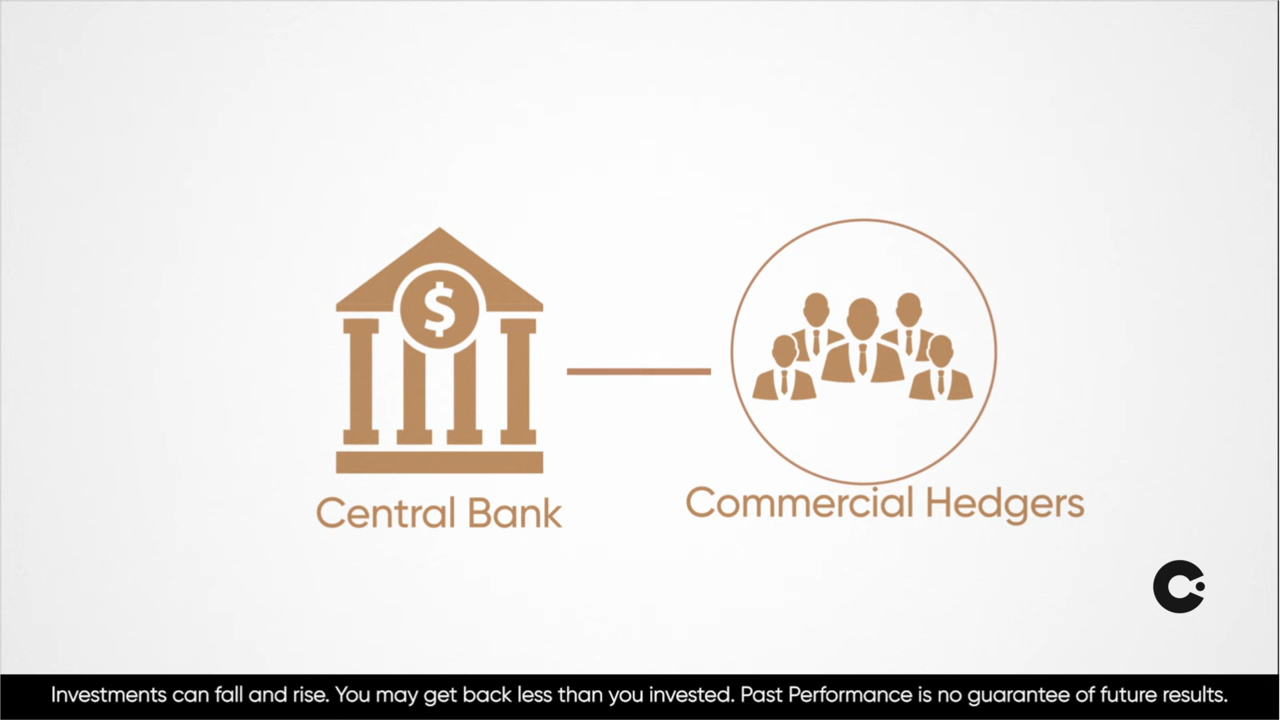 $
Central Bank
Commercial Hedgers
Investments can fall and rise. You may get back less than you invested. Past Performance is no guarantee of future results.